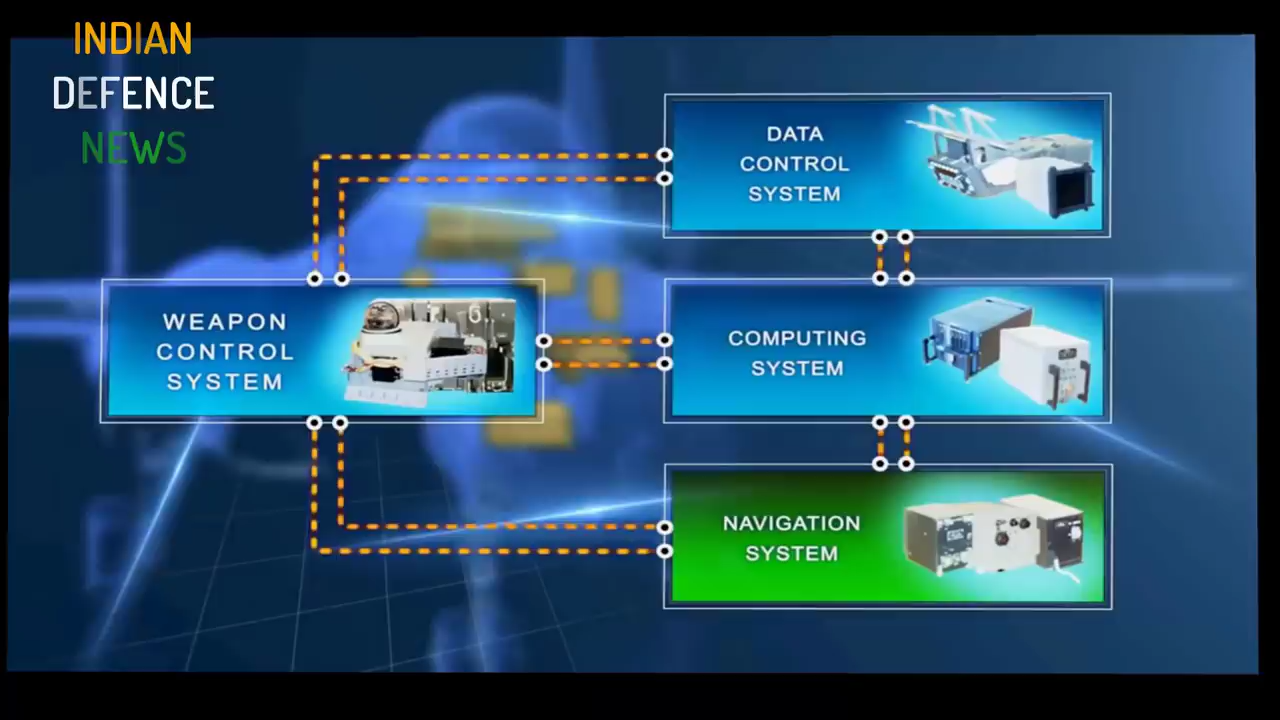 INDIAN
DEFENCE
NEWS
DATA
CONTROL
SYSTEM
WEAPON
CONTROL
SYSTEM
COMPUTING
SYSTEM
NAVIGATION
SYSTEM